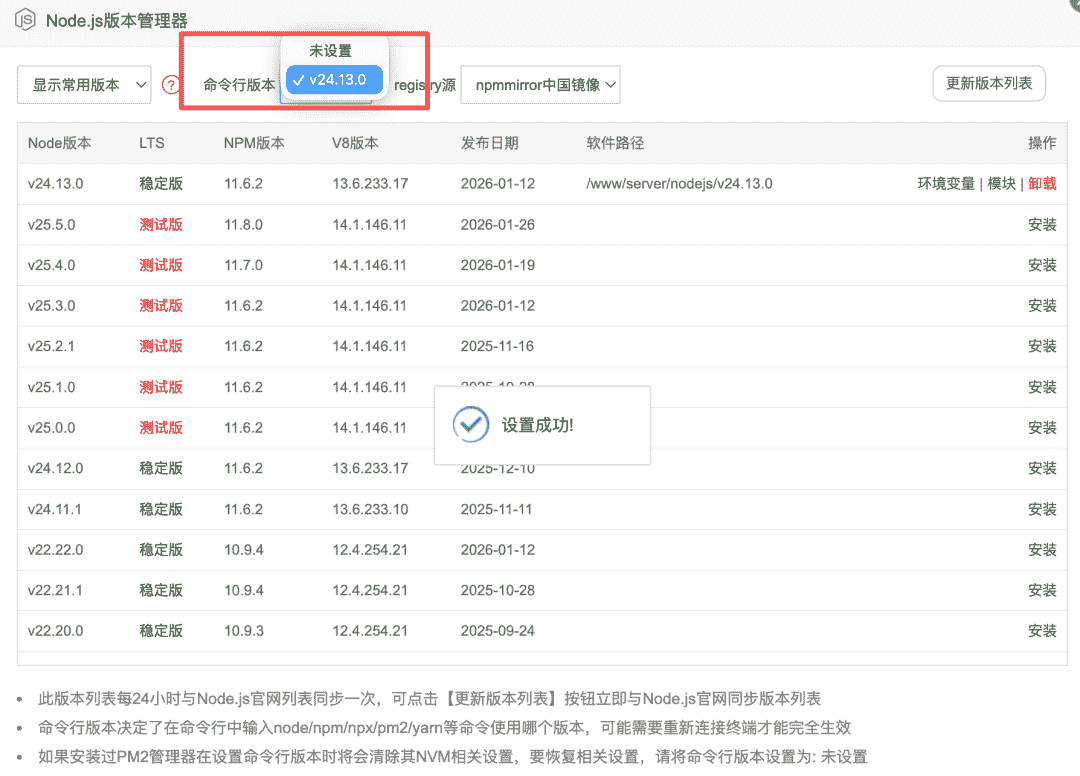 Node.js版本管理器
未设置
显示常用版本 ? 命令行版本 ✓ v24.13.0 registry源 npmmirror中国镜像 更新版本列表
Node版本 LTS NPM版本 V8版本 发布日期 软件路径 操作
v24.13.0 稳定版 11.6.2 13.6.233.17 2026-01-12 /www/server/nodejs/v24.13.0 环境变量 | 模块 | 卸载
v25.5.0 测试版 11.8.0 14.1.146.11 2026-01-26 安装
v25.4.0 测试版 11.7.0 14.1.146.11 2026-01-19 安装
v25.3.0 测试版 11.6.2 14.1.146.11 2026-01-12 安装
v25.2.1 测试版 11.6.2 14.1.146.11 2025-11-16 安装
v25.1.0 测试版 11.6.2 14.1.146.11 2025-10-28 安装
v25.0.0 测试版 11.6.2 14.1.146.11 安装
设置成功!
v24.12.0 稳定版 11.6.2 13.6.233.17 2025-12-10 安装
v24.11.1 稳定版 11.6.2 13.6.233.10 2025-11-11 安装
v22.22.0 稳定版 10.9.4 12.4.254.21 2026-01-12 安装
v22.21.1 稳定版 10.9.4 12.4.254.21 2025-10-28 安装
v22.20.0 稳定版 10.9.3 12.4.254.21 2025-09-24 安装
• 此版本列表每24小时与Node.js官网列表同步一次，可点击【更新版本列表】按钮立即与Node.js官网同步版本列表
• 命令行版本决定了在命令行中输入node/npm/npx/pm2/yarn等命令使用哪个版本，可能需要重新连接终端才能完全生效
• 如果安装过PM2管理器在设置命令行版本时将会清除其NVM相关设置，要恢复相关设置，请将命令行版本设置为: 未设置